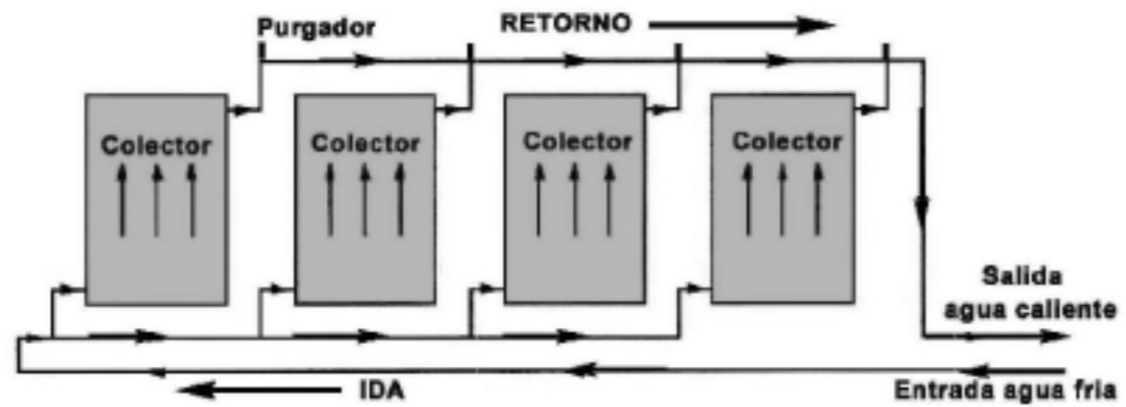 Purgador
RETORNO
Colector
Colector
Colector
Colector
Salida
agua caliente
IDA
Entrada agua fria